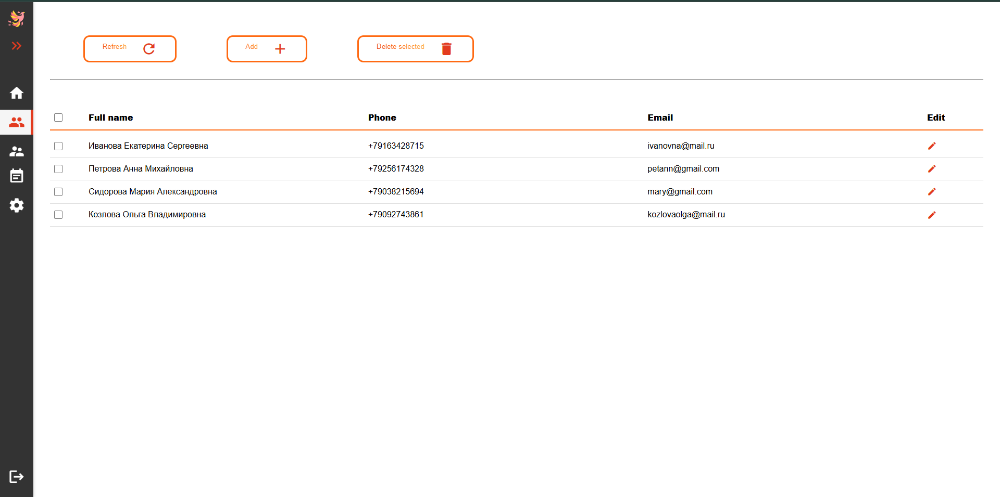 Refresh Add Delete selected
Full name Phone Email Edit
Иванова Екатерина Сергеевна +79163428715 ivanovna@mail.ru
Петрова Анна Михайловна +79256174328 petann@gmail.com
Сидорова Мария Александровна +79038215694 mary@gmail.com
Козлова Ольга Владимировна +79092743861 kozlovaolga@mail.ru